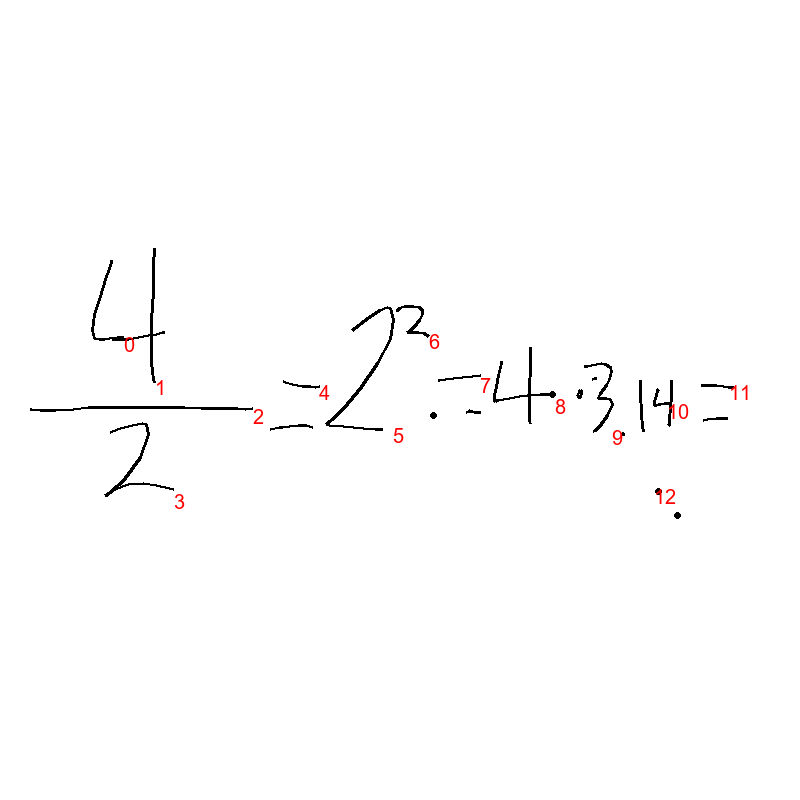 4/2 = 2² . = 4 · 3.14 =